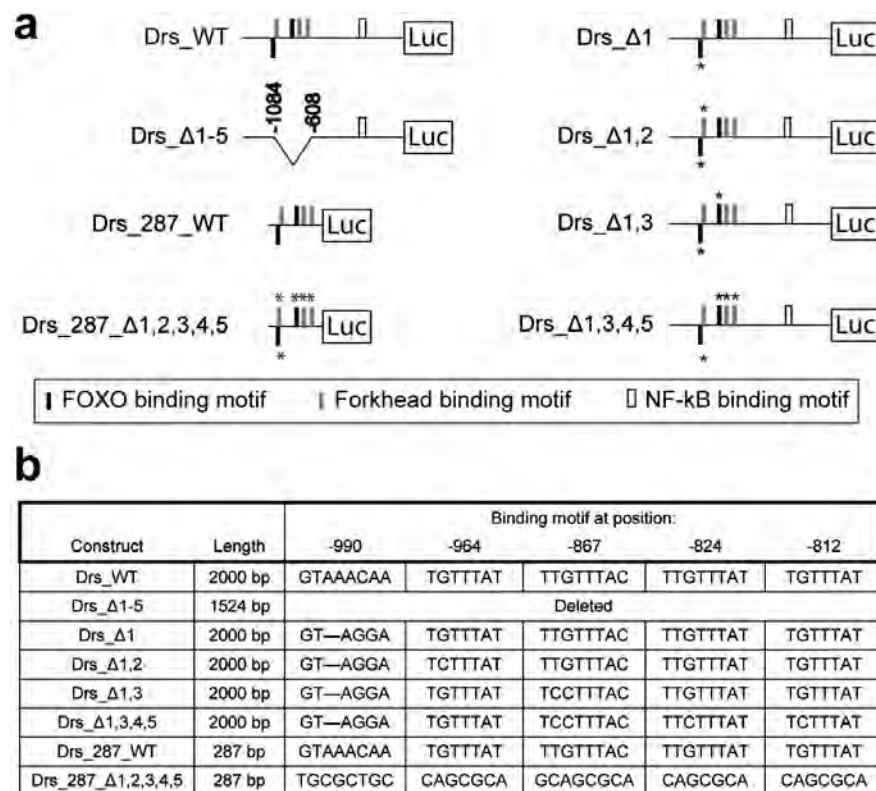 a
Drs_WT Luc Drs_Δ1 Luc
*
-1084 -608
Drs_Δ1-5 Luc Drs_Δ1,2 Luc
* *
Drs_287_WT Luc Drs_Δ1,3 Luc
* *
Drs_287_Δ1,2,3,4,5 Luc Drs_Δ1,3,4,5 Luc
* *** * *** *
FOXO binding motif Forkhead binding motif NF-kB binding motif
b
Binding motif at position:
Construct Length -990 -964 -867 -824 -812
Drs_WT 2000 bp GTAAACAA TGTTTAT TTGTTTAC TTGTTTAT TGTTTAT
Drs_Δ1-5 1524 bp Deleted
Drs_Δ1 2000 bp GT—AGGA TGTTTAT TTGTTTAC TTGTTTAT TGTTTAT
Drs_Δ1,2 2000 bp GT—AGGA TCTTTAT TTGTTTAC TTGTTTAT TGTTTAT
Drs_Δ1,3 2000 bp GT—AGGA TGTTTAT TCCTTTAC TTGTTTAT TGTTTAT
Drs_Δ1,3,4,5 2000 bp GT—AGGA TGTTTAT TCCTTTAC TTCTTTAT TCTTTAT
Drs_287_WT 287 bp GTAAACAA TGTTTAT TTGTTTAC TTGTTTAT TGTTTAT
Drs_287_Δ1,2,3,4,5 287 bp TGCGCTGC CAGCGCA GCAGCGCA CAGCGCA CAGCGCA